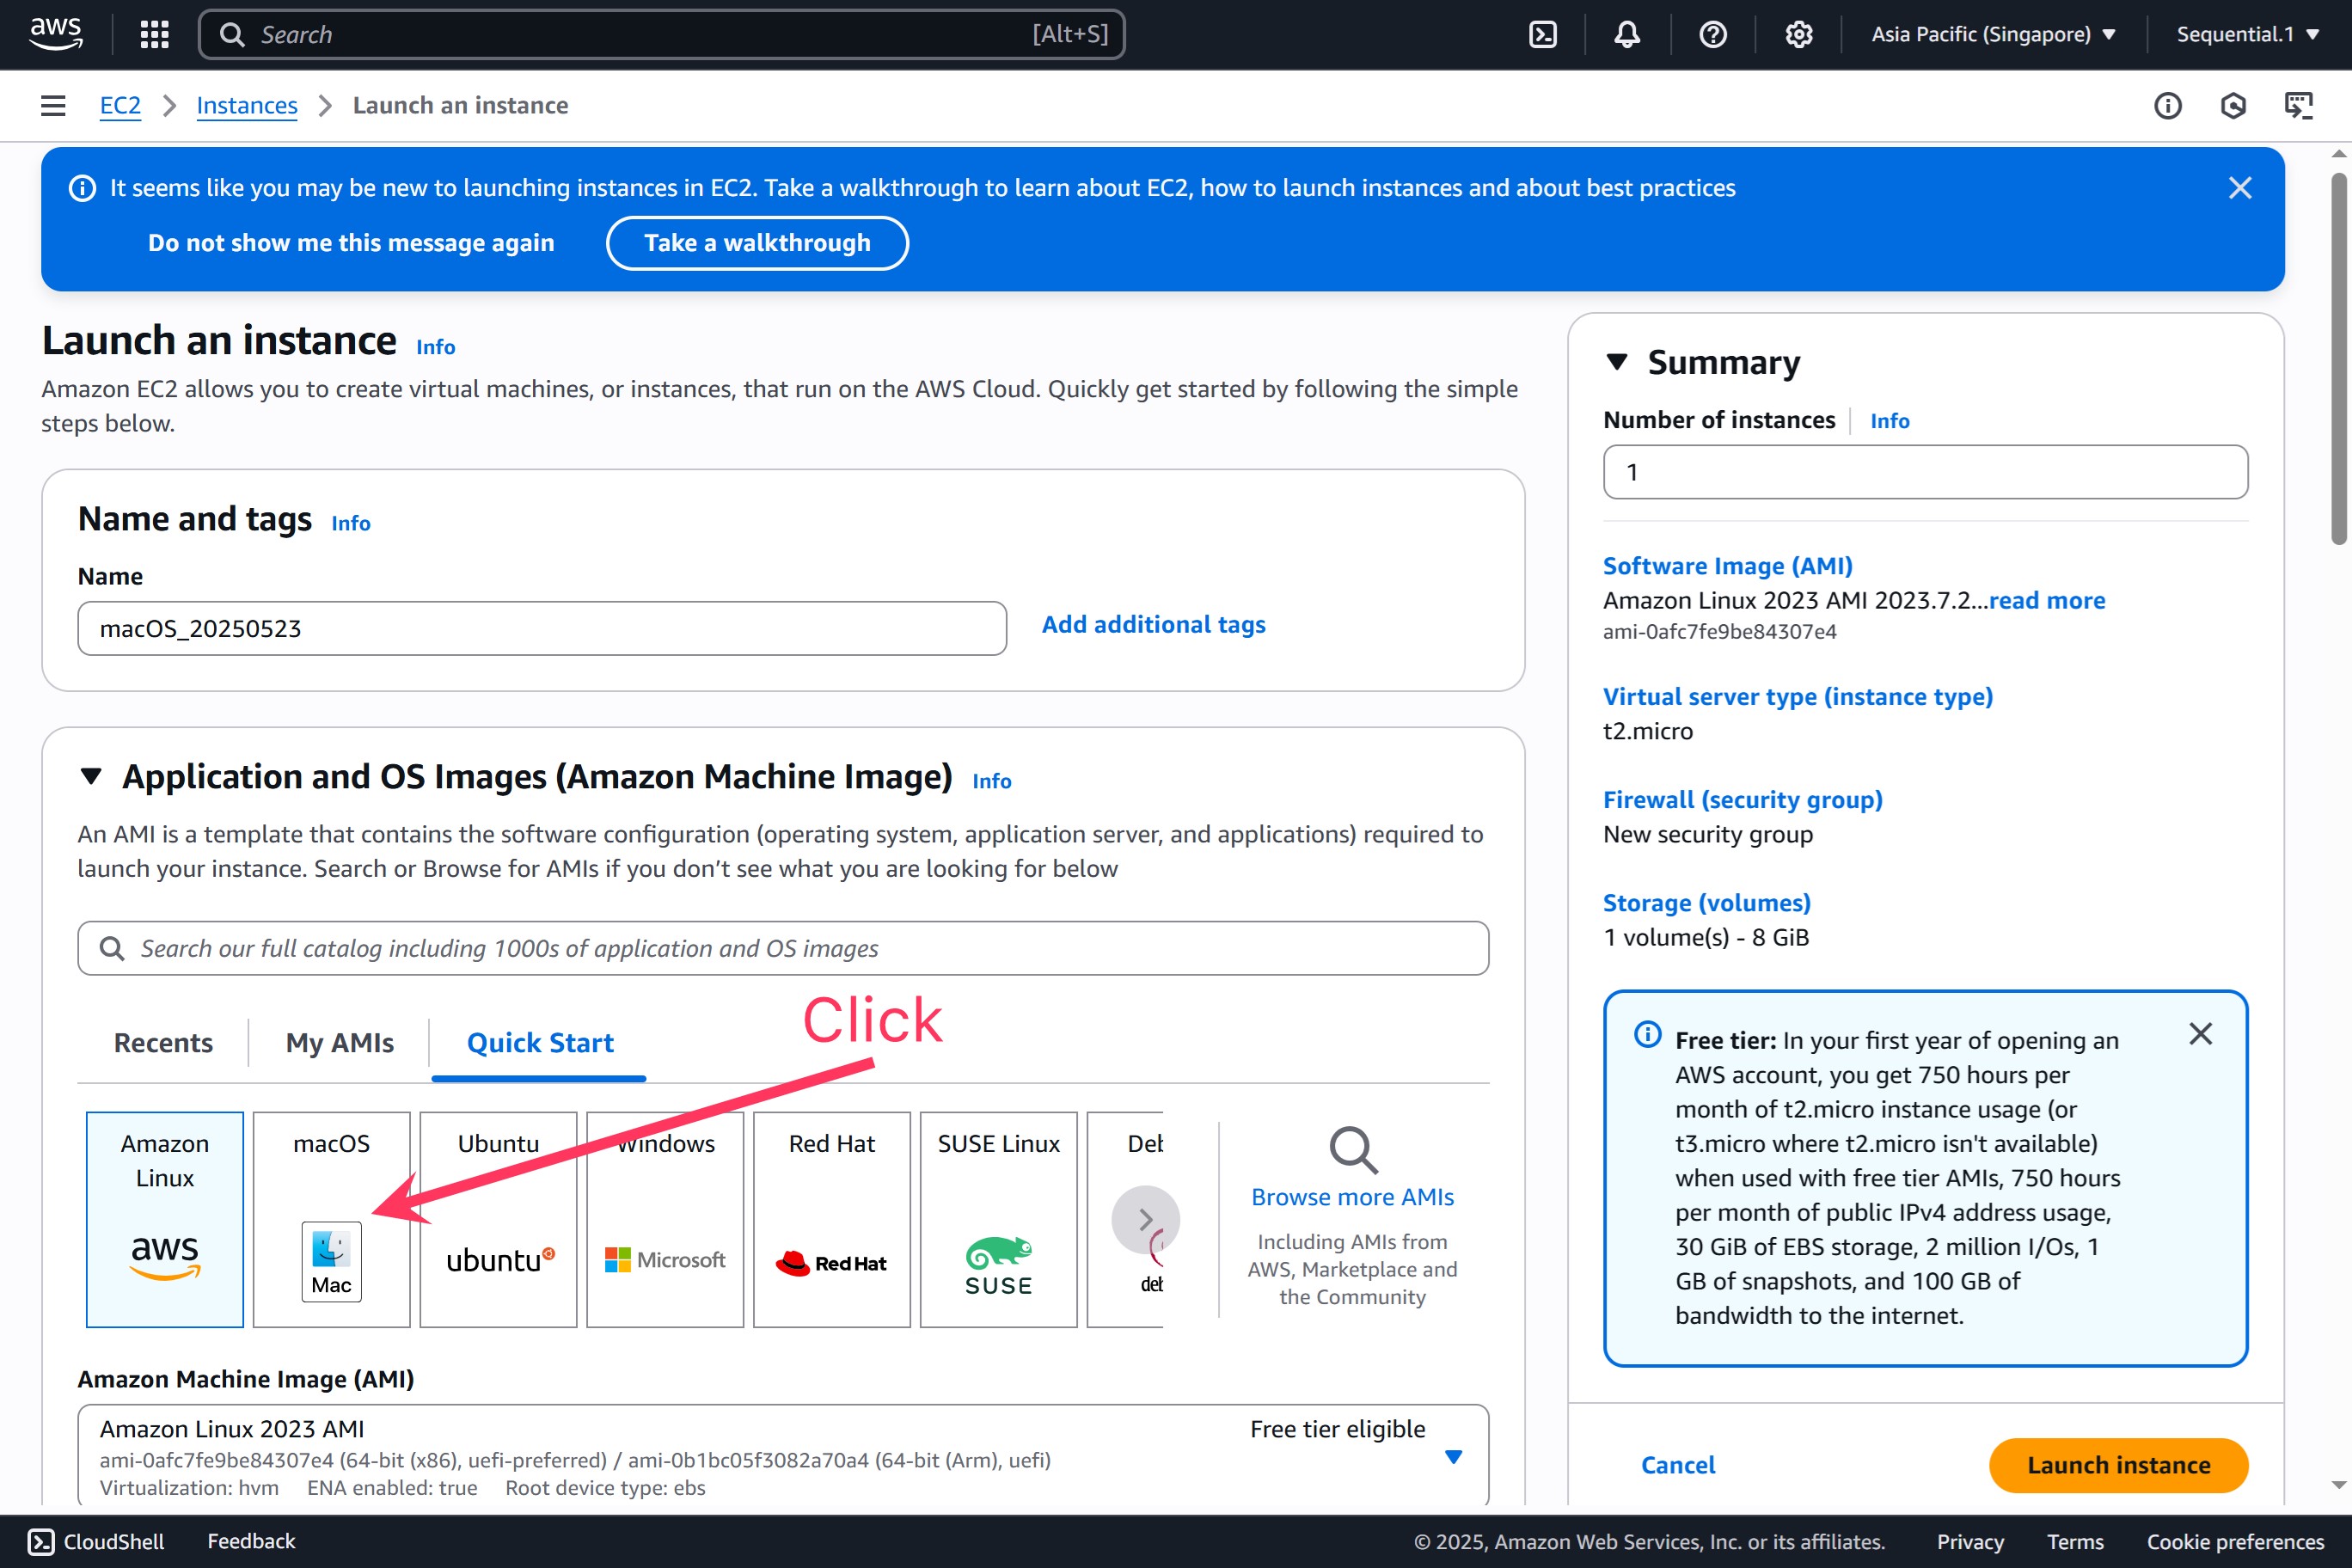 aws
Search [Alt+S]
Asia Pacific (Singapore)
Sequential.1
EC2 Instances Launch an instance
It seems like you may be new to launching instances in EC2. Take a walkthrough to learn about EC2, how to launch instances and about best practices
Do not show me this message again
Take a walkthrough
Launch an instance Info
Amazon EC2 allows you to create virtual machines, or instances, that run on the AWS Cloud. Quickly get started by following the simple
steps below.
Name and tags Info
Name
macOS_20250523
Add additional tags
Application and OS Images (Amazon Machine Image) Info
An AMI is a template that contains the software configuration (operating system, application server, and applications) required to
launch your instance. Search or Browse for AMIs if you don’t see what you are looking for below
Search our full catalog including 1000s of application and OS images
Click
Recents
My AMIs
Quick Start
Amazon
Linux
aws
macOS
Mac
Ubuntu
ubuntu
Windows
Microsoft
Red Hat
Red Hat
SUSE Linux
SUSE
Deb
deb
Browse more AMIs
Including AMIs from
AWS, Marketplace and
the Community
Amazon Machine Image (AMI)
Amazon Linux 2023 AMI
Free tier eligible
ami-0afc7fe9be84307e4 (64-bit (x86), uefi-preferred) / ami-0b1bc05f3082a70a4 (64-bit (Arm), uefi)
Virtualization: hvm ENA enabled: true Root device type: ebs
Summary
Number of instances Info
1
Software Image (AMI)
Amazon Linux 2023 AMI 2023.7.2...read more
ami-0afc7fe9be84307e4
Virtual server type (instance type)
t2.micro
Firewall (security group)
New security group
Storage (volumes)
1 volume(s) - 8 GiB
Free tier: In your first year of opening an
AWS account, you get 750 hours per
month of t2.micro instance usage (or
t3.micro where t2.micro isn't available)
when used with free tier AMIs, 750 hours
per month of public IPv4 address usage,
30 GiB of EBS storage, 2 million I/Os, 1
GB of snapshots, and 100 GB of
bandwidth to the internet.
Cancel
Launch instance
CloudShell Feedback
© 2025, Amazon Web Services, Inc. or its affiliates. Privacy Terms Cookie preferences